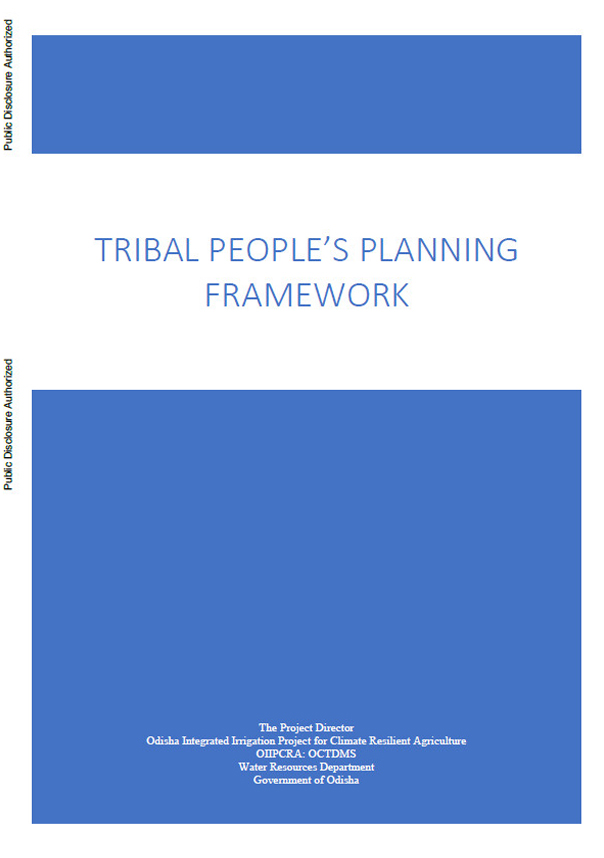 Public Disclosure Authorized
TRIBAL PEOPLE'S PLANNING
FRAMEWORK
Public Disclosure Authorized
The Project Director
Odisha Integrated Irrigation Project for Climate Resilient Agriculture
OIIPCRA: OCTDMS
Water Resources Department
Government of Odisha